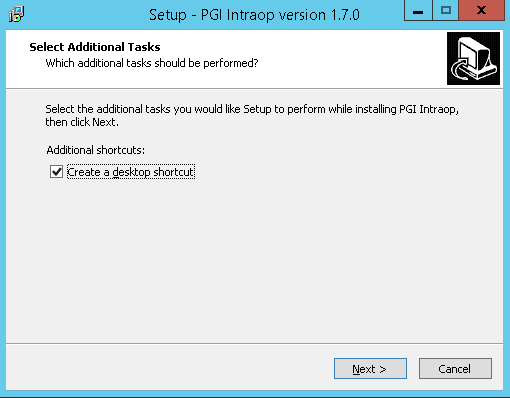 Setup - PGI Intraop version 1.7.0
Select Additional Tasks
Which additional tasks should be performed?
Select the additional tasks you would like Setup to perform while installing PGI Intraop,
then click Next.
Additional shortcuts:
Create a desktop shortcut
Next >
Cancel